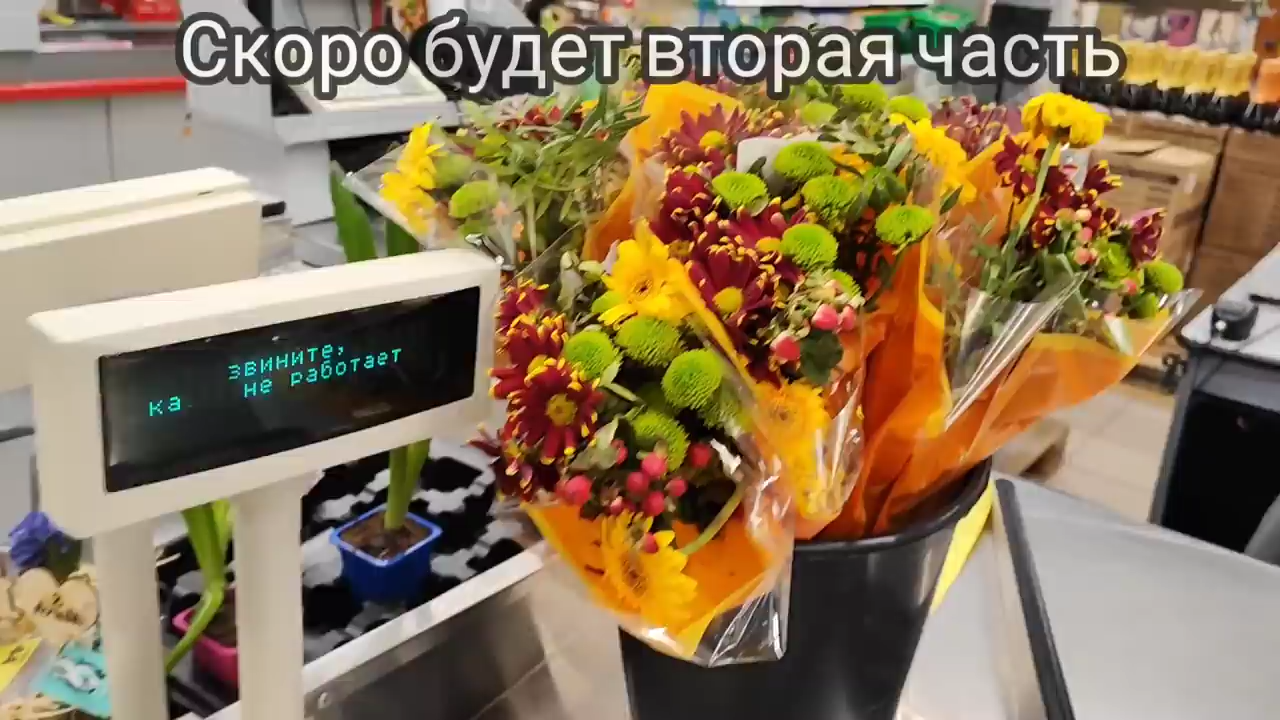 Скоро будет вторая часть
звините,
ка не работает